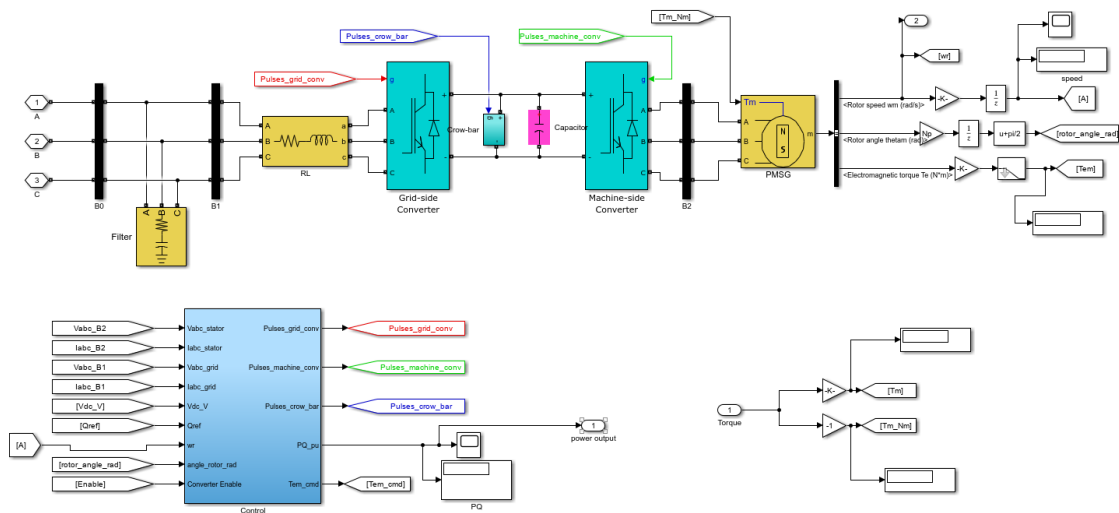 [Tm_Nm]
2
Pulses_crow_bar
Pulses_machine_conv
[wr]
speed
Pulses_grid_conv
g
g
<Rotor speed wm (rad/s)>
-K-
1
z
[A]
1
A
A
a
A
+
+
A
Tm
A
2
B
B
b
B
Cr-bar
Crow-bar
Capacitor
B
B
m
<Rotor angle thetam (rad)>
Np
1
z
u+pi/2
[rotor_angle_rad]
3
C
C
c
C
-
-
C
C
N
S
RL
PMSG
<Electromagnetic torque Te (N*m)>
-K-
[Tem]
B0
A
B
C
B1
Grid-side
Converter
Machine-side
Converter
B2
Filter
Vabc_B2
Vabc_stator
Pulses_grid_conv
Pulses_grid_conv
Iabc_B2
Iabc_stator
Vabc_B1
Vabc_grid
Pulses_machine_conv
Pulses_machine_conv
Iabc_B1
Iabc_grid
[Vdc_V]
Vdc_V
Pulses_crow_bar
Pulses_crow_bar
[Qref]
Qref
[A]
wr
PQ_pu
1
power output
[rotor_angle_rad]
angle_rotor_rad
[Enable]
Converter Enable
Tem_cmd
[Tem_cmd]
Control
PQ
1
Torque
-K-
[Tm]
-1
[Tm_Nm]